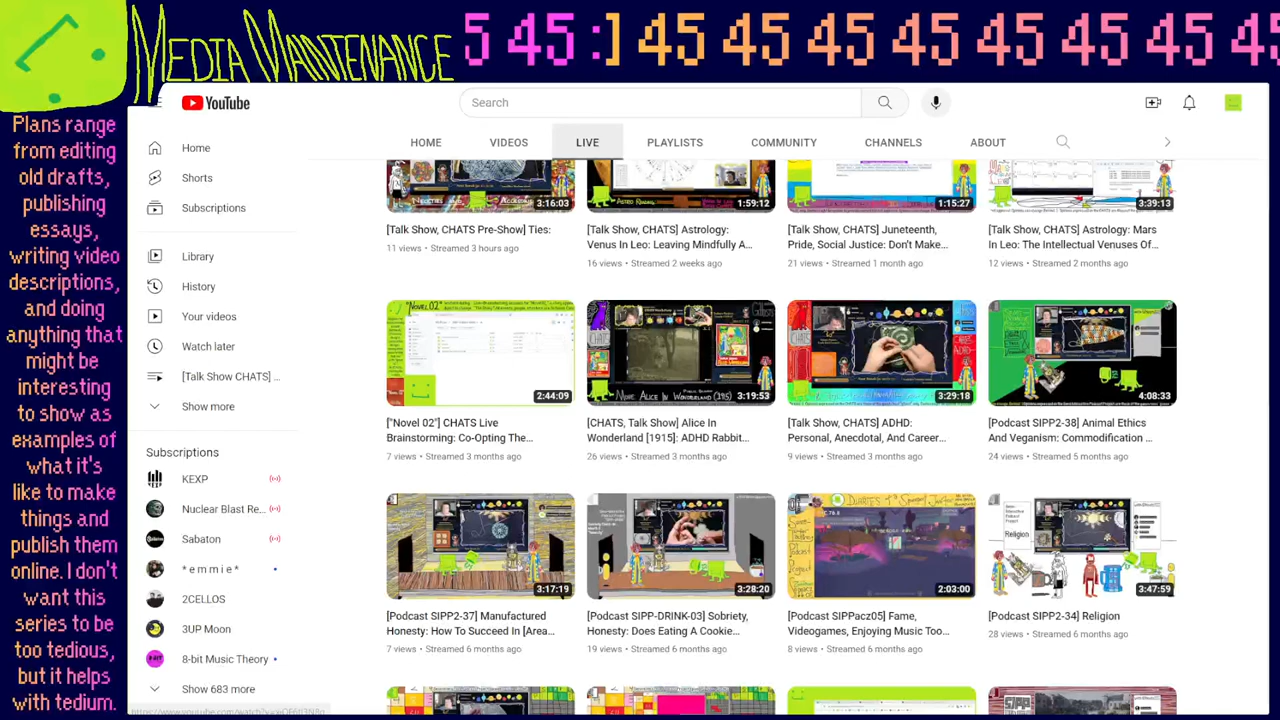 MEDIA MAINTENANCE
5 45 :] 45 45 45 45 45 45 45 45
Plans range
from editing
old drafts,
publishing
essays,
writing video
descriptions,
and doing
anything that
might be
interesting
to show as
examples of
what it's
like to make
things and
publish them
online. I don't
want this
series to be
too tedious,
but it helps
with tedium.
YouTube
Search
Home
Shorts
Subscriptions
Library
History
Your videos
Watch later
[Talk Show CHATS] ...
Show more
Subscriptions
KEXP
Nuclear Blast Re...
Sabaton
* e m m i e *
2CELLOS
3UP Moon
8-bit Music Theory
Show 683 more
HOME VIDEOS LIVE PLAYLISTS COMMUNITY CHANNELS ABOUT
3:16:03
[Talk Show, CHATS Pre-Show] Ties:
11 views • Streamed 3 hours ago
1:59:12
[Talk Show, CHATS] Astrology:
Venus In Leo: Leaving Mindfully A...
16 views • Streamed 2 weeks ago
1:15:27
[Talk Show, CHATS] Juneteenth,
Pride, Social Justice: Don't Make...
21 views • Streamed 1 month ago
3:39:13
[Talk Show, CHATS] Astrology: Mars
In Leo: The Intellectual Venuses Of...
12 views • Streamed 2 months ago
2:44:09
["Novel 02"] CHATS Live
Brainstorming: Co-Opting The...
7 views • Streamed 3 months ago
3:19:53
[CHATS, Talk Show] Alice In
Wonderland [1915]: ADHD Rabbit...
26 views • Streamed 3 months ago
3:29:18
[Talk Show, CHATS] ADHD:
Personal, Anecdotal, And Career...
9 views • Streamed 3 months ago
4:08:33
[Podcast SIPP2-38] Animal Ethics
And Veganism: Commodification ...
24 views • Streamed 5 months ago
3:17:19
[Podcast SIPP2-37] Manufactured
Honesty: How To Succeed In [Area...
7 views • Streamed 6 months ago
3:28:20
[Podcast SIPP-DRINK-03] Sobriety,
Honesty: Does Eating A Cookie...
19 views • Streamed 6 months ago
2:03:00
[Podcast SIPPacz05] Fame,
Videogames, Enjoying Music Too...
8 views • Streamed 6 months ago
Religion
3:47:59
[Podcast SIPP2-34] Religion
28 views • Streamed 6 months ago